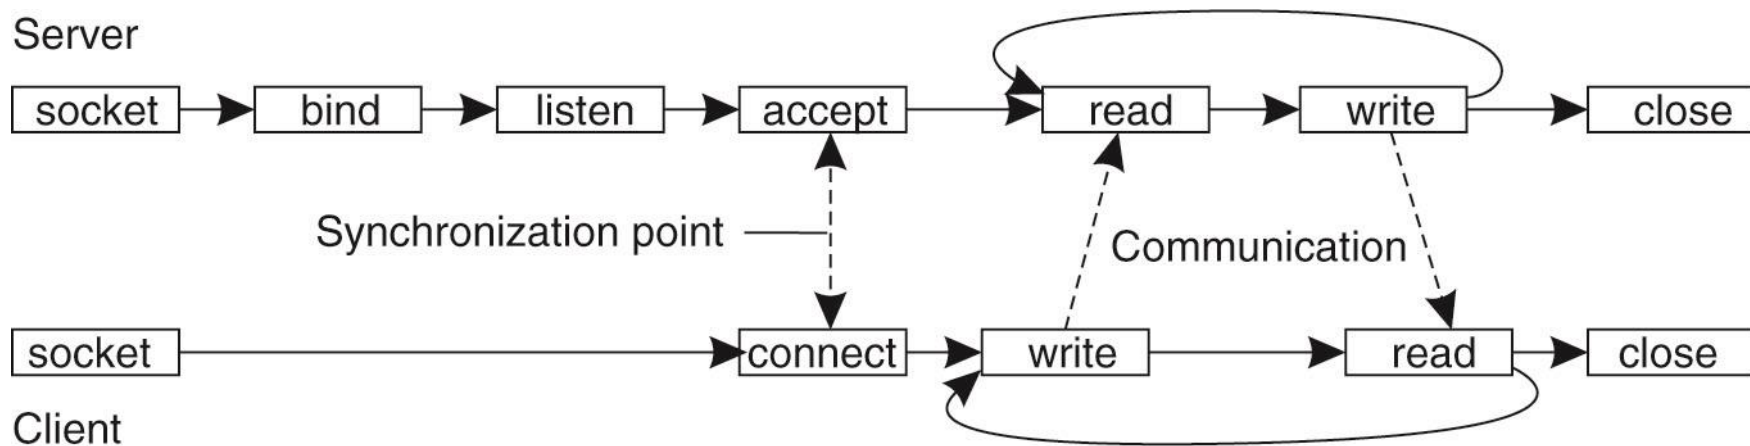 Server
socket bind listen accept read write close
Synchronization point
Communication
socket connect write read close
Client